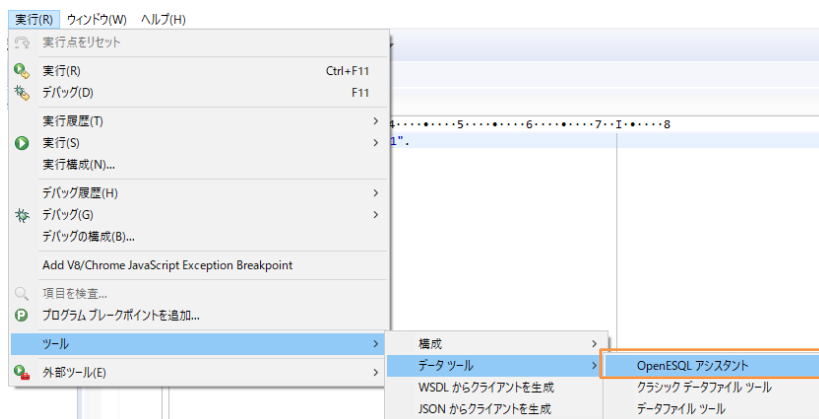 実行(R) ウィンドウ(W) ヘルプ(H)
実行点をリセット
実行(R) Ctrl+F11
デバッグ(D) F11
実行履歴(T)
実行(S)
実行構成(N)...
デバッグ履歴(H)
デバッグ(G)
デバッグの構成(B)...
Add V8/Chrome JavaScript Exception Breakpoint
項目を検査...
プログラム ブレークポイントを追加...
ツール
外部ツール(E)
4····•····5····•····6····•····7··I·•····8
1".
構成
データ ツール
WSDL からクライアントを生成
JSON からクライアントを生成
OpenESQL アシスタント
クラシック データファイル ツール
データファイル ツール